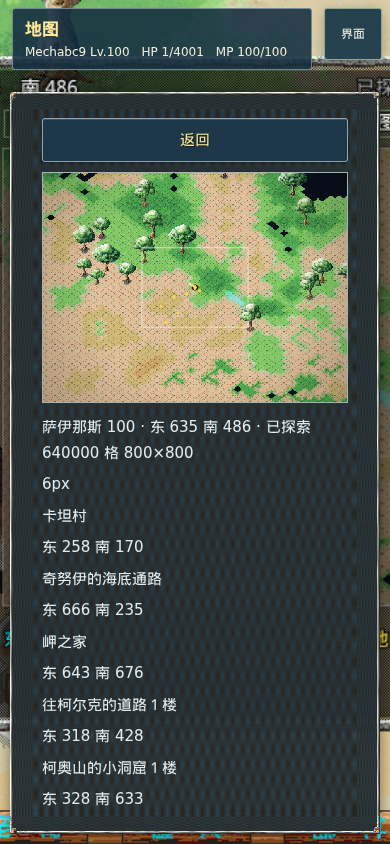 地图
Mechabc9 Lv.100 HP 1/4001 MP 100/100
界面
南 486
已探
返回
萨伊那斯 100 · 东 635 南 486 · 已探索
640000 格 800×800
6px
卡坦村
东 258 南 170
奇努伊的海底通路
东 666 南 235
岬之家
东 643 南 676
往柯尔克的道路 1 楼
东 318 南 428
柯奥山的小洞窟 1 楼
东 328 南 633